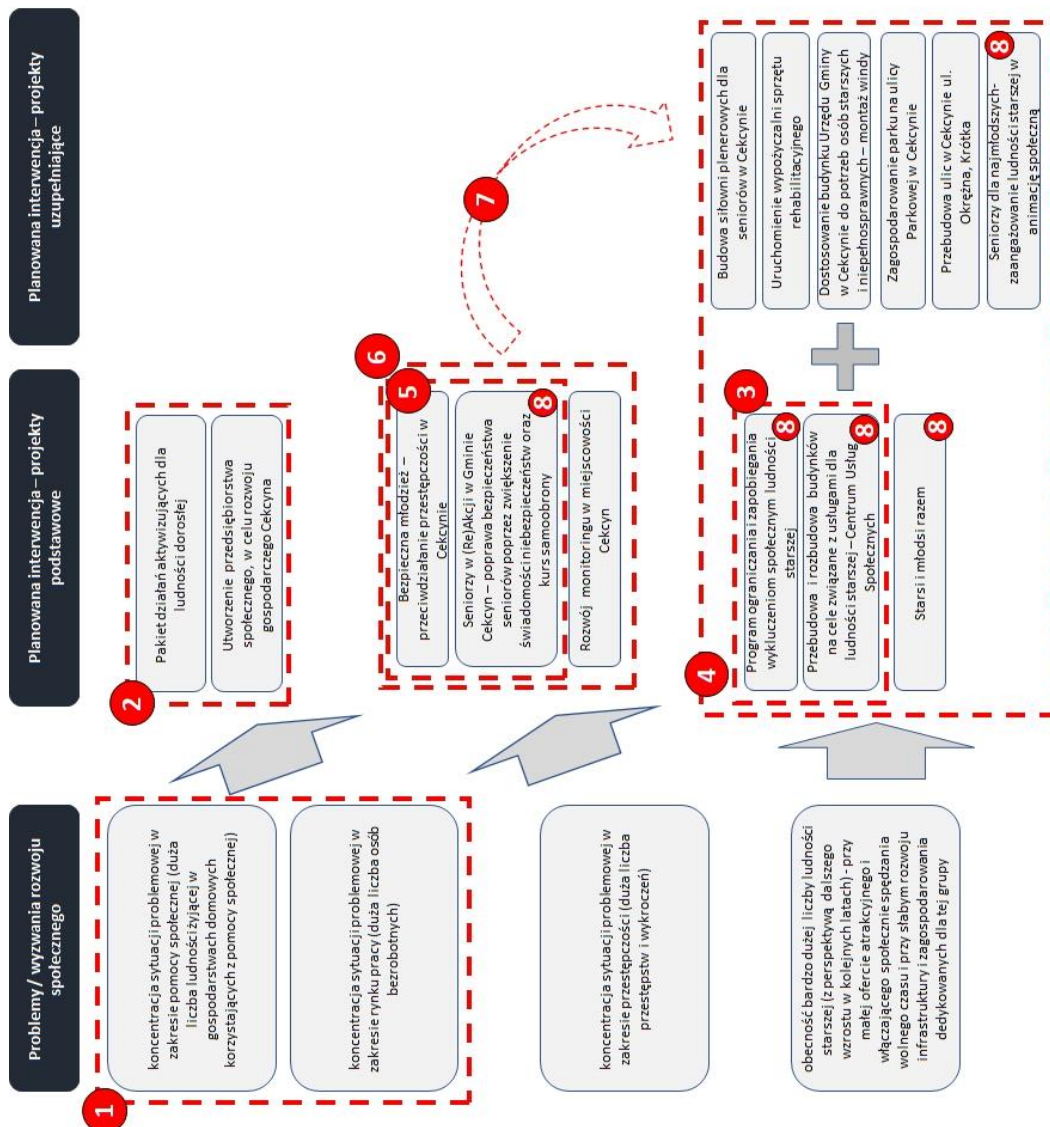 Problemy / wyzwania rozwoju
społecznego
Planowana interwencja – projekty
podstawowe
Planowana interwencja – projekty
uzupełniające
1
koncentracja sytuacji problemowej w
zakresie pomocy społecznej (duża
liczba ludności żyjącej w
gospodarstwach domowych
korzystających z pomocy społecznej)
koncentracja sytuacji problemowej w
zakresie rynku pracy (duża liczba osób
bezrobotnych)
2
Pakiet działań aktywizujących dla
ludności dorosłej
Utworzenie przedsiębiorstwa
społecznego, w celu rozwoju
gospodarczego Cekcyna
koncentracja sytuacji problemowej w
zakresie przestępczości (duża liczba
przestępstw i wykroczeń)
6
5
Bezpieczna młodzież –
przeciwdziałanie przestępczości w
Cekcynie
Seniorzy w (Re)Akcji w Gminie
Cekcyn – poprawa bezpieczeństwa
seniorów poprzez zwiększenie
świadomości niebezpieczeństw oraz
kurs samoobrony
8
Rozwój monitoringu w miejscowości
Cekcyn
7
obecność bardzo dużej liczby ludności
starszej (z perspektywą dalszego
wzrostu w kolejnych latach) - przy
małej ofercie atrakcyjnego i
włączającego społecznie spędzania
wolnego czasu i przy słabym rozwoju
infrastruktury i zagospodarowania
dedykowanych dla tej grupy
4
3
Program ograniczania i zapobiegania
wykluczeniom społecznym ludności
starszej
8
Przebudowa i rozbudowa budynków
na cele związane z usługami dla
ludności starszej – Centrum Usług
Społecznych
8
Starsi i młodsi razem
8
Budowa siłowni plenerowych dla
seniorów w Cekcynie
Uruchomienie wypożyczalni sprzętu
rehabilitacyjnego
Dostosowanie budynku Urzędu Gminy
w Cekcynie do potrzeb osób starszych
i niepełnosprawnych – montaż windy
Zagospodarowanie parku na ulicy
Parkowej w Cekcynie
Przebudowa ulic w Cekcynie ul.
Okrężna, Krótka
Seniorzy dla najmłodszych-
zaangażowanie ludności starszej w
animację społeczną
8